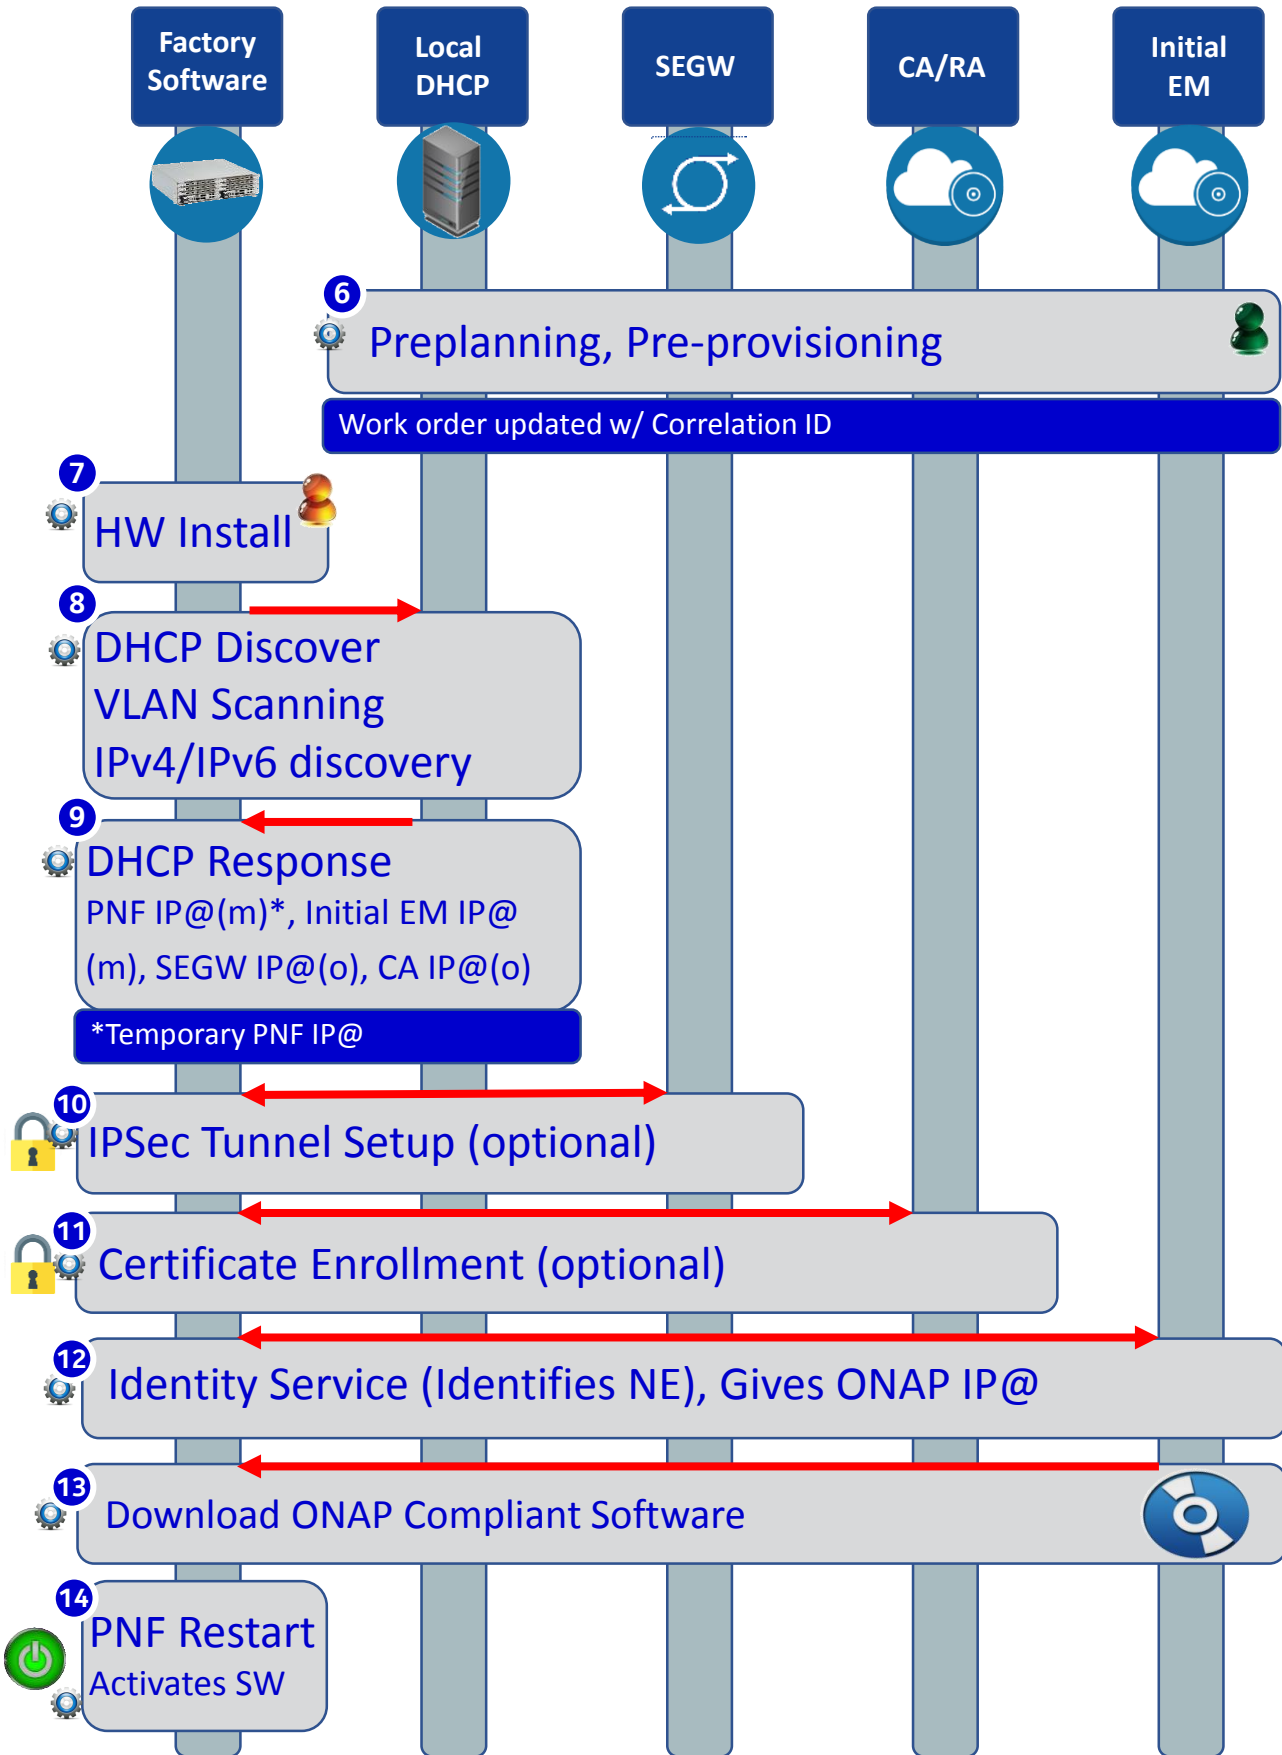 Factory
Software
Local
DHCP
SEGW
CA/RA
Initial
EM
6
Preplanning, Pre-provisioning
Work order updated w/ Correlation ID
7
HW Install
8
DHCP Discover
VLAN Scanning
IPv4/IPv6 discovery
9
DHCP Response
PNF IP@(m)*, Initial EM IP@
(m), SEGW IP@(o), CA IP@(o)
*Temporary PNF IP@
10
IPSec Tunnel Setup (optional)
11
Certificate Enrollment (optional)
12
Identity Service (Identifies NE), Gives ONAP IP@
13
Download ONAP Compliant Software
14
PNF Restart
Activates SW